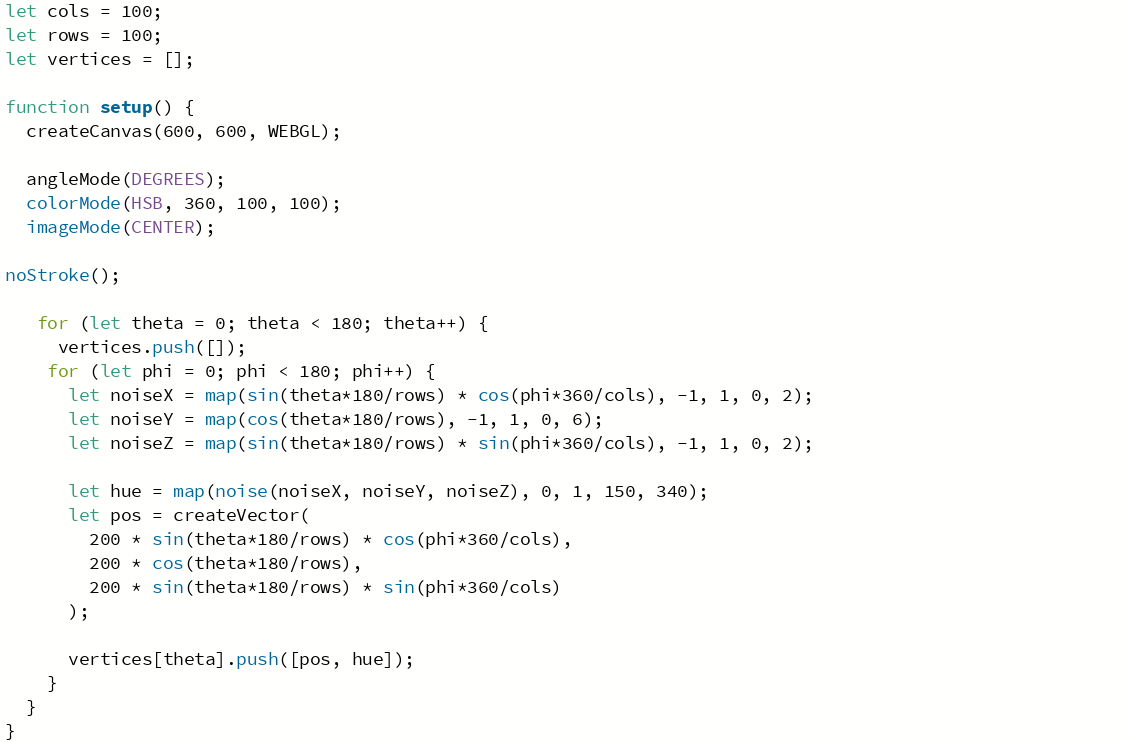 let cols = 100;
let rows = 100;
let vertices = [];

function setup() {
  createCanvas(600, 600, WEBGL);

  angleMode(DEGREES);
  colorMode(HSB, 360, 100, 100);
  imageMode(CENTER);

noStroke();

   for (let theta = 0; theta < 180; theta++) {
     vertices.push([]);
    for (let phi = 0; phi < 180; phi++) {
      let noiseX = map(sin(theta*180/rows) * cos(phi*360/cols), -1, 1, 0, 2);
      let noiseY = map(cos(theta*180/rows), -1, 1, 0, 6);
      let noiseZ = map(sin(theta*180/rows) * sin(phi*360/cols), -1, 1, 0, 2);

      let hue = map(noise(noiseX, noiseY, noiseZ), 0, 1, 150, 340);
      let pos = createVector(
        200 * sin(theta*180/rows) * cos(phi*360/cols),
        200 * cos(theta*180/rows),
        200 * sin(theta*180/rows) * sin(phi*360/cols)
      );

      vertices[theta].push([pos, hue]);
    }
  }
}